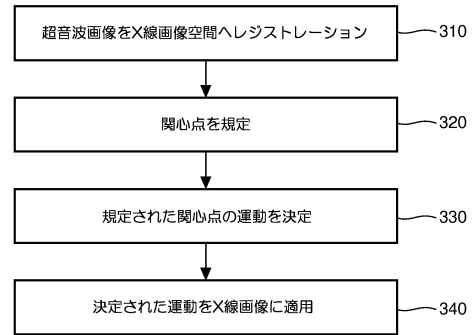 超音波画像をX線画像空間へレジストレーション
310
関心点を規定
320
規定された関心点の運動を決定
330
決定された運動をX線画像に適用
340